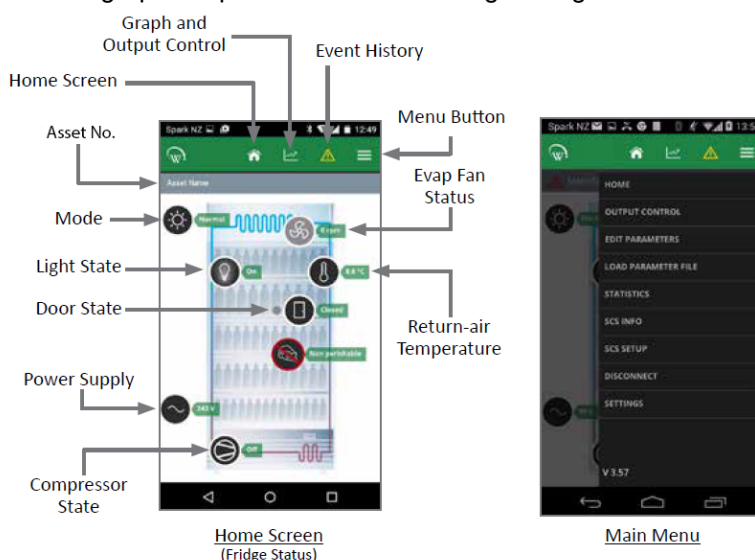 Graph and
Output Control
Event History
Home Screen
Menu Button
Asset No.
Evap Fan
Status
Mode
Light State
Door State
Return-air
Temperature
Power Supply
Compressor
State
Spark NZ
12:49
Asset Name
Normal
0 rpm
On
Closed
Non perishable
243 V
Off
Home Screen
(Fridge Status)
Spark NZ
HOME
OUTPUT CONTROL
EDIT PARAMETERS
LOAD PARAMETER FILE
STATISTICS
SCS INFO
SCS SETUP
DISCONNECT
SETTINGS
V 3.57
Main Menu